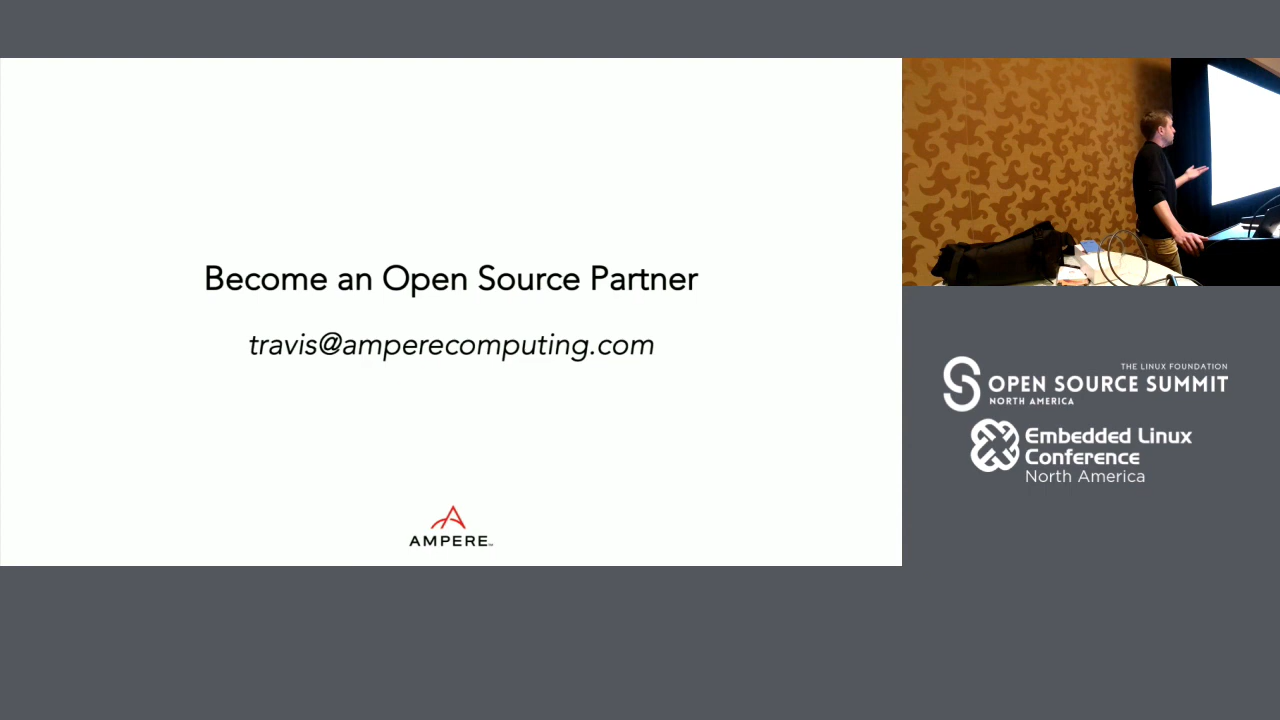 Become an Open Source Partner
travis@amperecomputing.com
AMPERE
THE LINUX FOUNDATION
OPEN SOURCE SUMMIT
NORTH AMERICA
Embedded Linux
Conference
North America